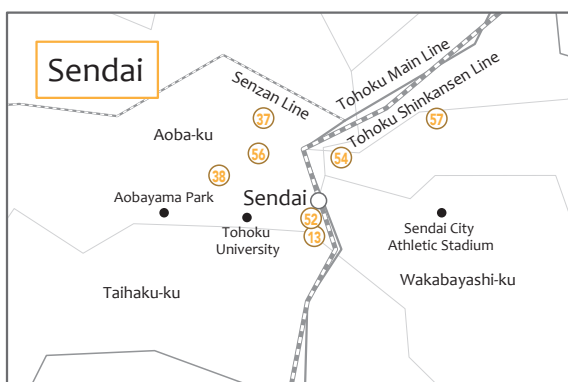 Sendai
Tohoku Main Line
Senzan Line
Tohoku Shinkansen Line
37
57
Aoba-ku
56
54
38
Aobayama Park
Sendai
52
Tohoku
University
13
Sendai City
Athletic Stadium
Wakabayashi-ku
Taihaku-ku